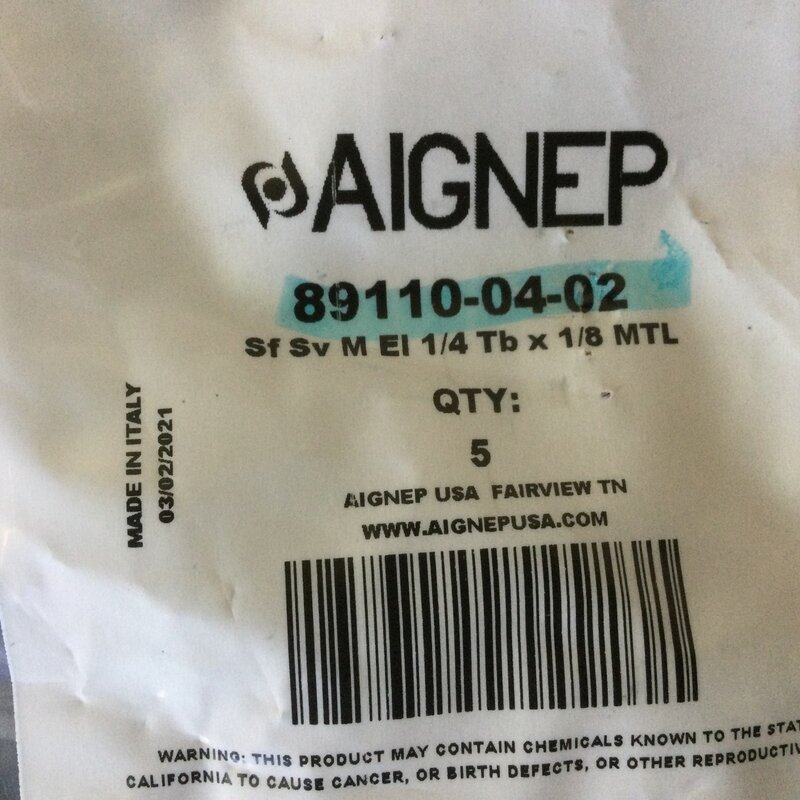 AIGNEP
89110-04-02
Sf Sv M El 1/4 Tb x 1/8 MTL
QTY:
5
AIGNEP USA FAIRVIEW TN
WWW.AIGNEPUSA.COM
MADE IN ITALY
03/02/2021
WARNING: THIS PRODUCT MAY CONTAIN CHEMICALS KNOWN TO THE STAT
CALIFORNIA TO CAUSE CANCER, OR BIRTH DEFECTS, OR OTHER REPRODUCTIV